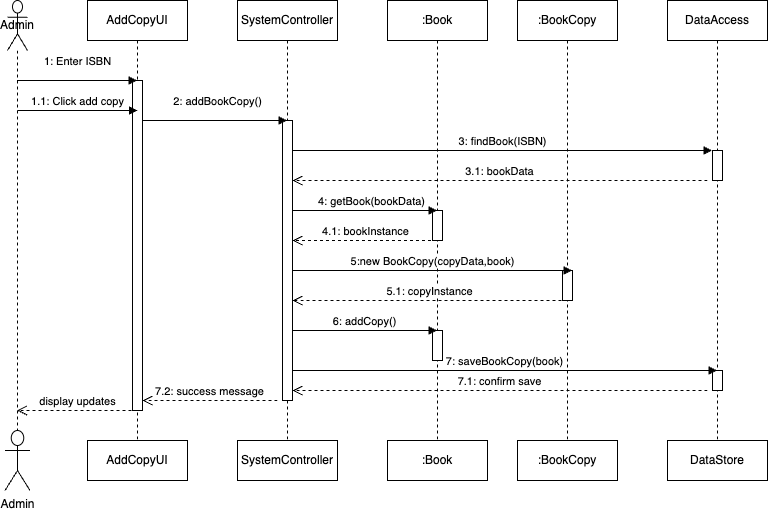 Admin
AddCopyUI
SystemController
:Book
:BookCopy
DataAccess
1: Enter ISBN
1.1: Click add copy
2: addBookCopy()
3: findBook(ISBN)
3.1: bookData
4: getBook(bookData)
4.1: bookInstance
5:new BookCopy(copyData,book)
5.1: copyInstance
6: addCopy()
7: saveBookCopy(book)
7.1: confirm save
7.2: success message
display updates
AddCopyUI
SystemController
:Book
:BookCopy
DataStore
Admin